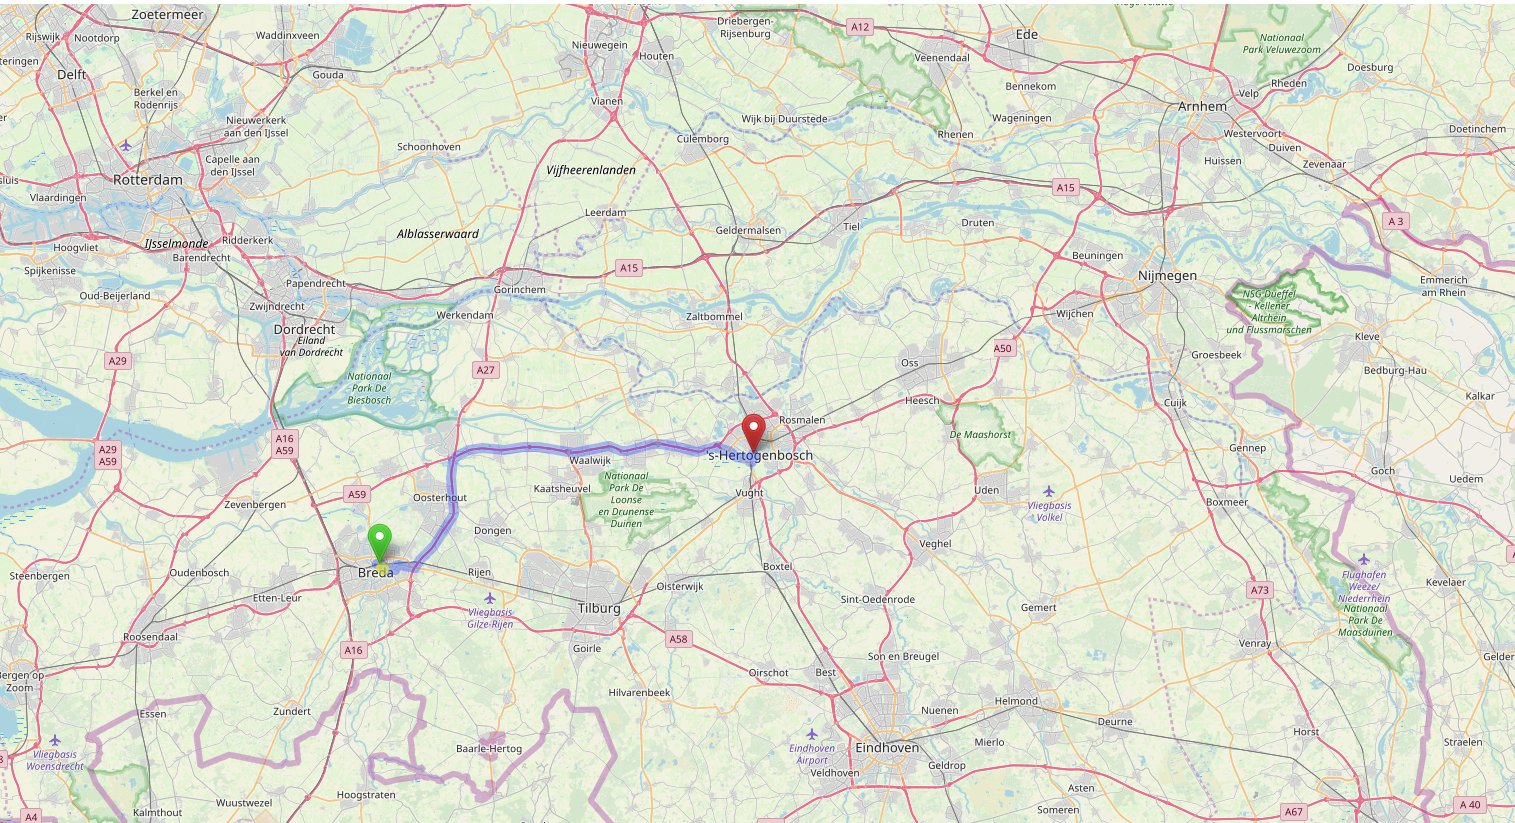 Zoetermeer
Driebergen-
Rijsenburg
A12
Ede
Nationaal
Park Veluwezoom
Rijswijk
Nootdorp
Waddinxveen
Nieuwegein
Houten
Veenendaal
Doesburg
Delft
Gouda
Bennekom
Rheden
Velp
Berkel en
Rodenrijs
Vianen
Arnhem
Nieuwerkerk
aan den IJssel
Wijk bij Duurstede
Wageningen
Westervoort
Doetinchem
Culemborg
Rhenen
Duiven
Schoonhoven
Huissen
Zevenaar
Capelle aan
den IJssel
Vijfheerenlanden
Rotterdam
A15
Vlaardingen
Leerdam
Geldermalsen
Tiel
Druten
A 3
Alblasserwaard
Hoogvliet
IJsselmonde
Ridderkerk
Barendrecht
Beuningen
Spijkenisse
A15
Nijmegen
Emmerich
am Rhein
Papendrecht
Gorinchem
Oud-Beijerland
Zwijndrecht
NSG Dueffel
- Kellener
Altrhein
und Flussmarschen
Werkendam
Zaltbommel
Wijchen
Dordrecht
Eiland
van Dordrecht
Kleve
A50
Groesbeek
A29
A27
Oss
Bedburg-Hau
Nationaal
Park De
Biesbosch
Heesch
Cuijk
Kalkar
Rosmalen
De Maashorst
A16
A59
A29
A59
's-Hertogenbosch
Gennep
Waalwijk
Goch
Uedem
Nationaal
Park De
Loonse
en Drunense
Duinen
Kaatsheuvel
Vught
Uden
A59
Oosterhout
Vliegbasis
Volkel
Boxmeer
Zevenbergen
Dongen
Veghel
Breda
Rijen
Boxtel
Steenbergen
Oudenbosch
Oisterwijk
Flughafen
Weeze/
Niederrhein
Kevelaer
Etten-Leur
Vliegbasis
Gilze-Rijen
Tilburg
Sint-Oedenrode
Gemert
A73
Nationaal
Park De
Maasduinen
Roosendaal
A58
Venray
A16
Goirle
Son en Breugel
Bergen op
Zoom
Oirschot
Best
Hilvarenbeek
Essen
Zundert
Nuenen
Helmond
Deurne
Horst
Straelen
Vliegbasis
Woensdrecht
Baarle-Hertog
Eindhoven
Airport
Eindhoven
Mierlo
Veldhoven
Geldrop
Hoogstraten
Asten
Wuustwezel
Kalmthout
Someren
A4
A67
A 40